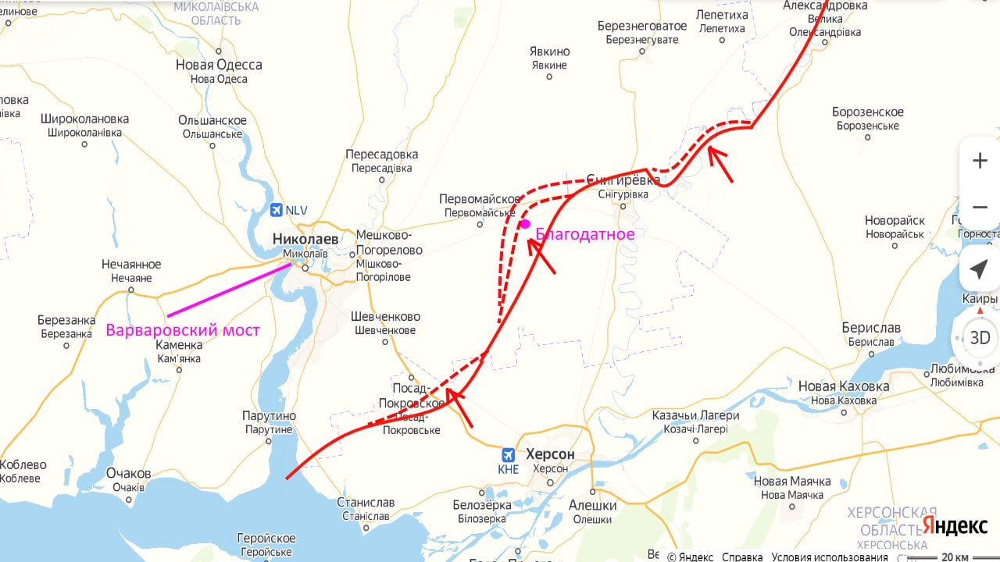 МИКОЛАЇВСЬКА
ОБЛАСТЬ
Новая Одесса
Нова Одеса
Широколановка
Широколанівка
Ольшанское
Ольшанське
Пересадовка
Пересадівка
Явкино
Явкине
Березнеговатое
Березнегувате
Лепетиха
Лепетиха
Александровка
Велика
Олександрівка
Борозенское
Борозенське
Снигирёвка
Снігурівка
Первомайское
Первомайське
Благодатное
NLV
Николаев
Миколаїв
Мешково-
Погорелово
Мішково-
Погорілове
Нечаянное
Нечаяне
Новорайск
Новорайськ
Березанка
Березанка
Варваровский мост
Каменка
Кам'янка
Шевченково
Шевченкове
Каиры
3D
Берислав
Берислав
Любимовка
Любимівка
Новая Каховка
Нова Каховка
Посад-
Покровское
Посад-
Покровське
Парутино
Парутине
Казачьи Лагери
Козачі Лагері
KHE
Херсон
Херсон
Коблево
Коблеве
Очаков
Очаків
Станислав
Станіслав
Белозёрка
Білозерка
Алешки
Олешки
Новая Маячка
Нова Маячка
Геройское
Геройське
ХЕРСОНСКАЯ
ОБЛАСТЬ
ХЕРСОНСЬКА
Яндекс
© Яндекс Справка Условия использования 20 км